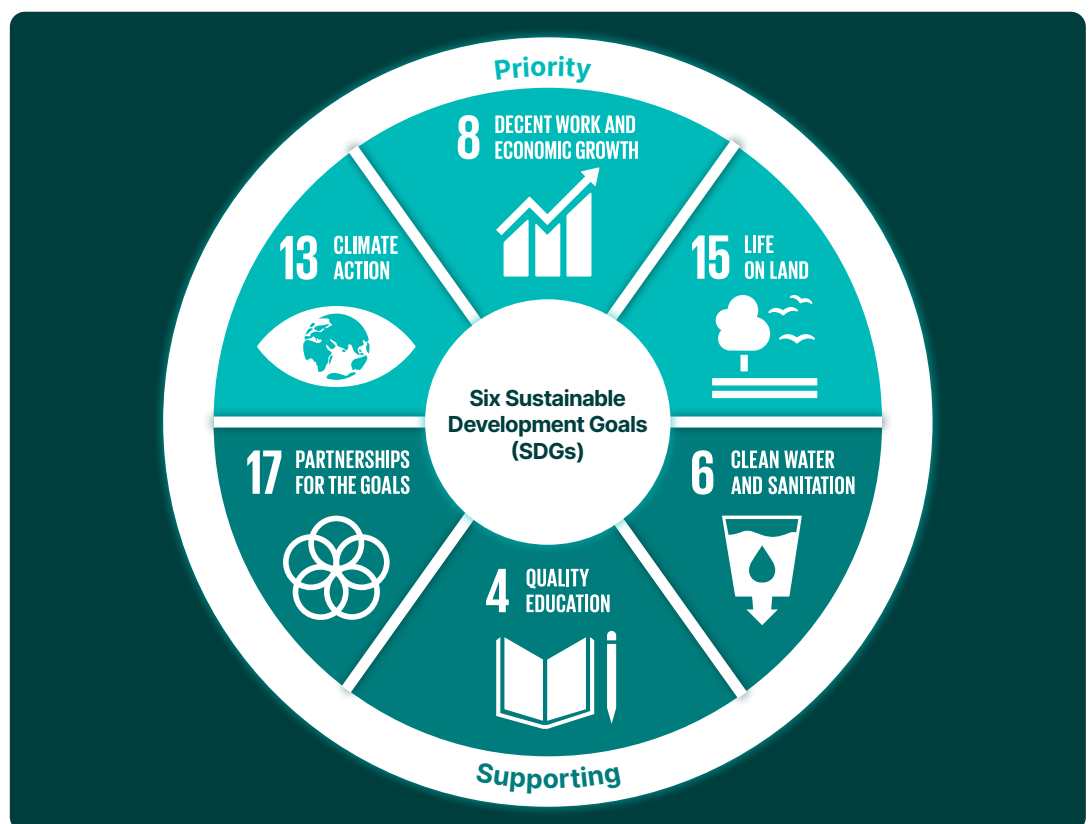 Priority
8 DECENT WORK AND
ECONOMIC GROWTH
13 CLIMATE
ACTION
15 LIFE
ON LAND
Six Sustainable
Development Goals
(SDGs)
17 PARTNERSHIPS
FOR THE GOALS
6 CLEAN WATER
AND SANITATION
4 QUALITY
EDUCATION
Supporting